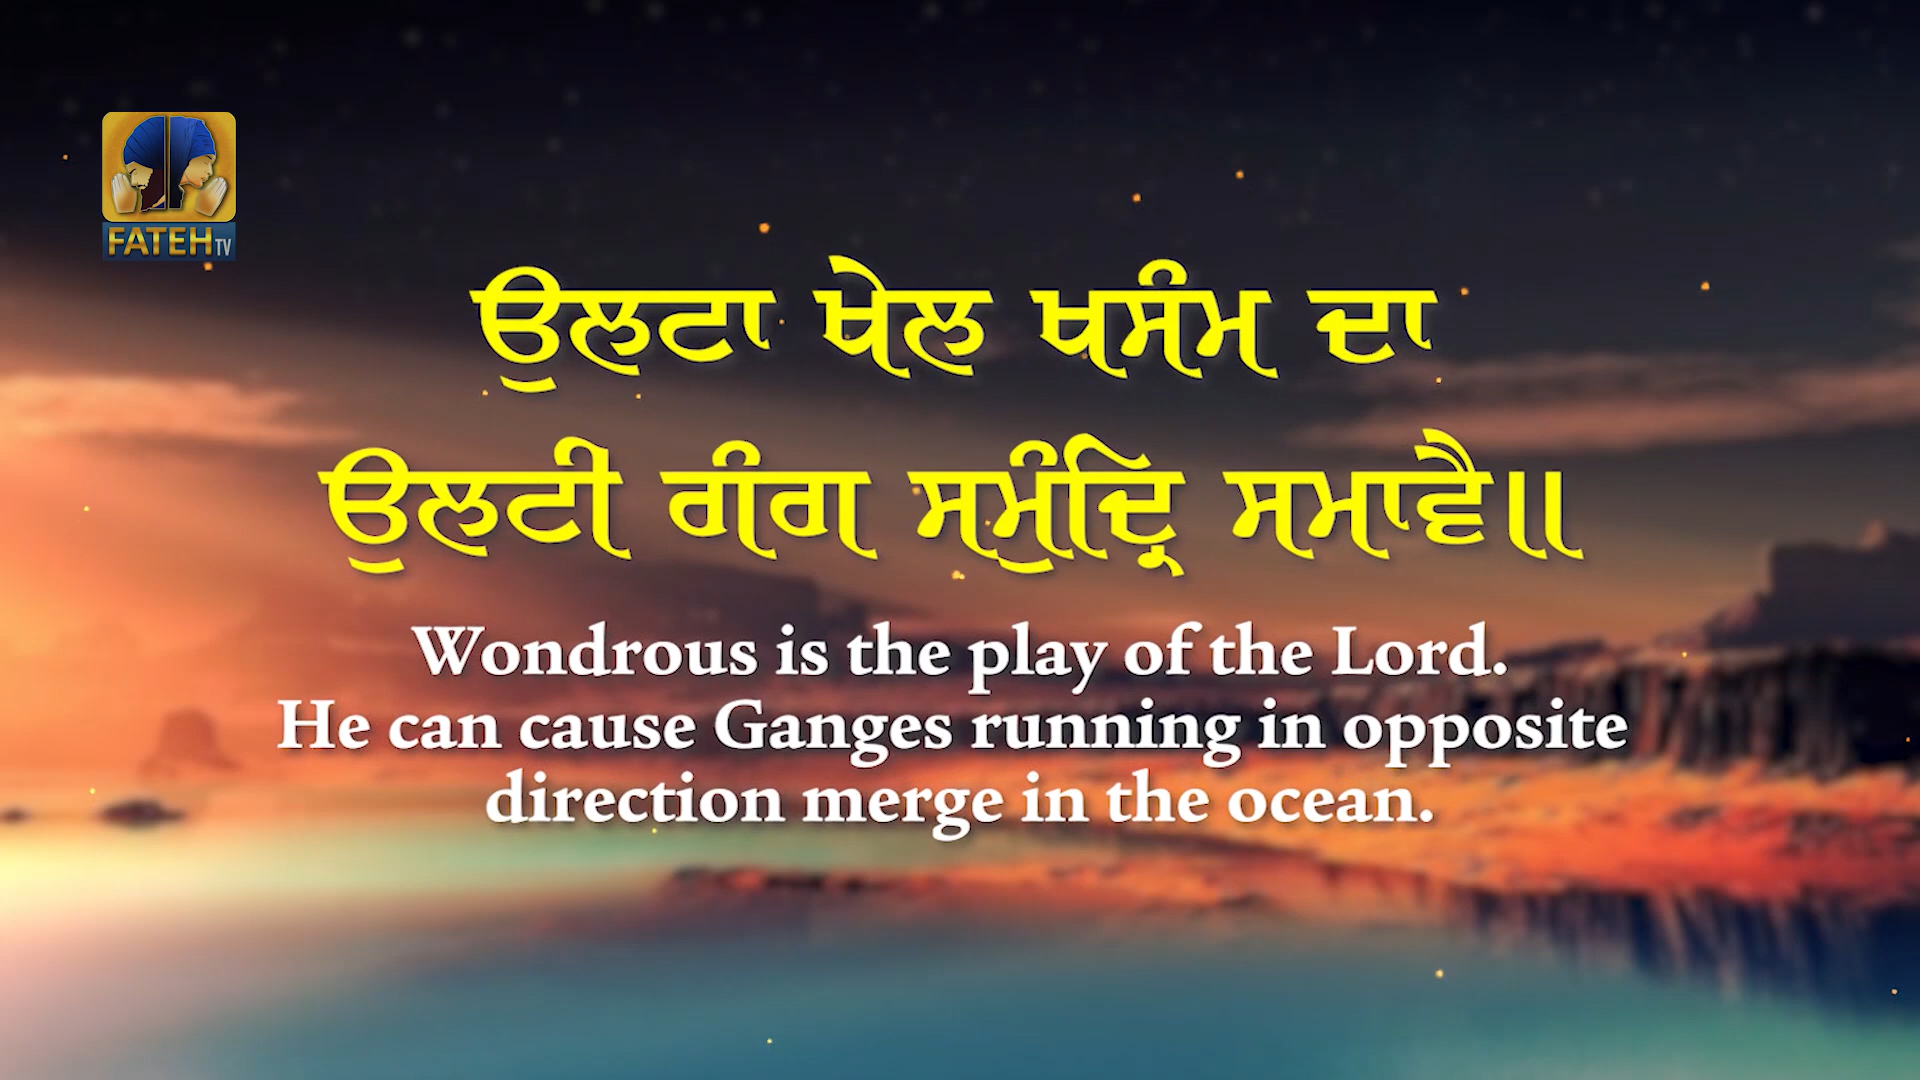 FATEH TV
ਉਲਟਾ ਖੇਲ ਖਸੰਮ ਦਾ
ਉਲਟੀ ਗੰਗ ਸਮੁੰਦ੍ਰਿ ਸਮਾਵੈ॥
Wondrous is the play of the Lord.
He can cause Ganges running in opposite
direction merge in the ocean.